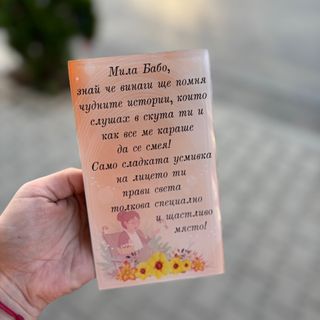 Мила Бабо,
знай че винаги ще помня
чудните истории, които
слушах в скута ти и
как все ме караше
да се смея!
Само сладката усмивка
на лицето ти
прави света
толкова специално
и щастливо
място!